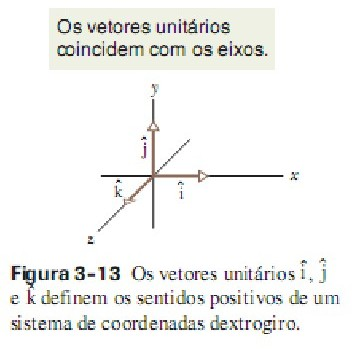 Os vetores unitários
coincidem com os eixos.
y
ĵ
x
k̂
î
z
Figura 3-13 Os vetores unitários î, ĵ
e k̂ definem os sentidos positivos de um
sistema de coordenadas dextrogiro.